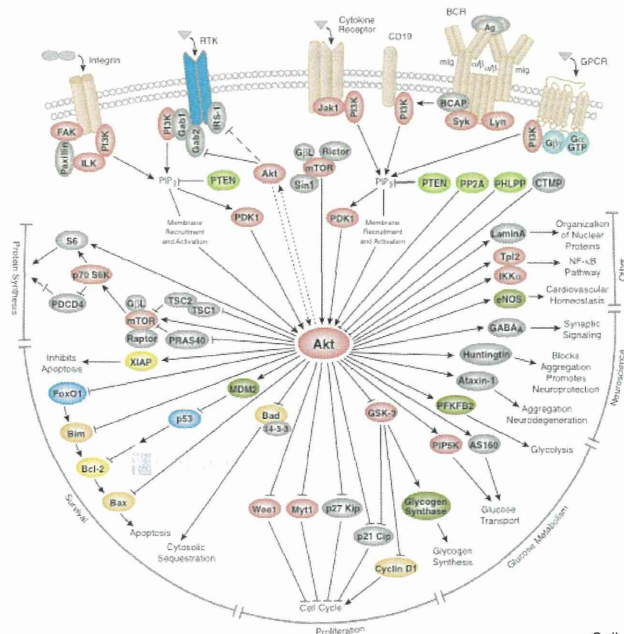 Integrin
RTK
Cytokine
Receptor
CD19
BCR
Ag
mIg
αβ
αβ
mIg
GPCR
FAK
Paxillin
ILK
PI3K
PI3K
Gab1
Gab2
IRS-1
Jak1
PI3K
PI3K
BCAP
Syk
Lyn
PI3K
Gβγ
Gα
GTP
PIP3
PTEN
Akt
GβL
Rictor
mTOR
Sin1
PIP3
PTEN
PP2A
PHLPP
CTMP
PDK1
Membrane
Recruitment
and Activation
PDK1
Membrane
Recruitment
and Activation
Protein Synthesis
S6
p70 S6K
PDCD4
GβL
mTOR
Raptor
TSC2
TSC1
PRAS40
Akt
LaminA
Organization
of Nuclear
Proteins
Tpl2
IKKα
NF-κB
Pathway
eNOS
Cardiovascular
Homeostasis
Other
GABAA
Synaptic
Signaling
Huntingtin
Blocks
Aggregation
Promotes
Neuroprotection
Ataxin-1
Aggregation
Neurodegeneration
Neuroscience
Inhibits
Apoptosis
XIAP
FoxO1
Bim
Bcl-2
Bax
Apoptosis
p53
MDM2
Bad
14-3-3
Cytosolic
Sequestration
Survival
Wee1
Myt1
p27 Kip
p21 Cip
Cyclin D1
Cell Cycle
Proliferation
GSK-3
Glycogen
Synthase
Glycogen
Synthesis
PFKFB2
PIP5K
AS160
Glycolysis
Glucose
Transport
Glucose Metabolism